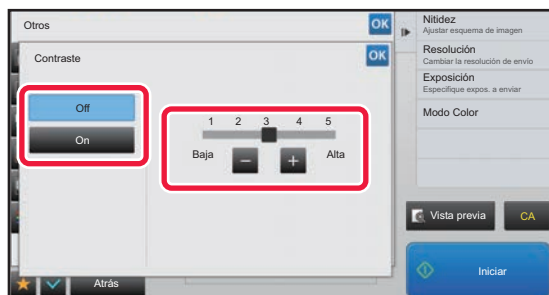 Otros
OK
Contraste
OK
Off
On
1 2 3 4 5
Baja
Alta
Atrás
Nitidez
Ajustar esquema de imagen
Resolución
Cambiar la resolución de envío
Exposición
Especifique expos. a enviar
Modo Color
Vista previa
CA
Iniciar